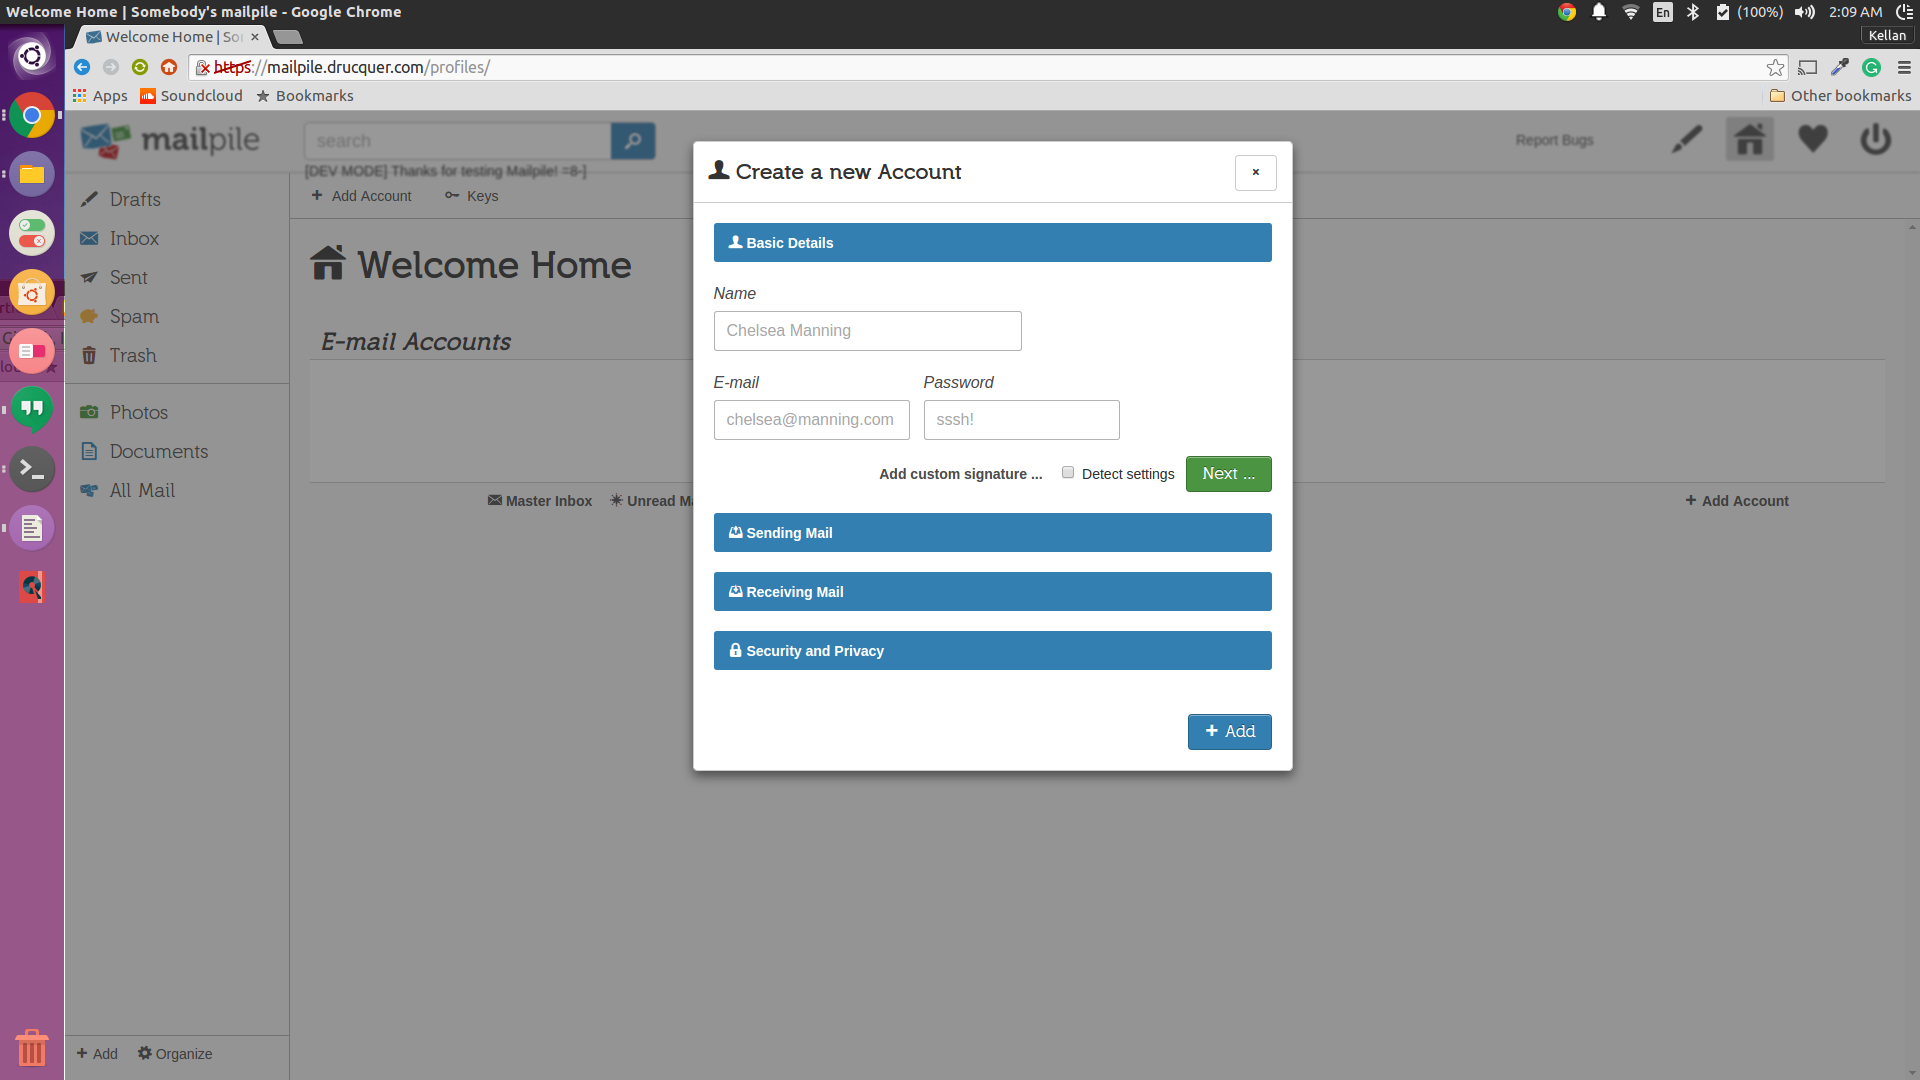 Welcome Home | Somebody's mailpile - Google Chrome
En
(100%)
2:09 AM
Welcome Home | So
Kellan
https://mailpile.drucquer.com/profiles/
Apps
Soundcloud
Bookmarks
Other bookmarks
mailpile
search
Report Bugs
[DEV MODE] Thanks for testing Mailpile! =8-]
Add Account
Keys
Drafts
Inbox
Sent
Spam
Trash
Photos
Documents
All Mail
Add
Organize
Welcome Home
E-mail Accounts
Master Inbox
Unread Ma
Add Account
Create a new Account
×
Basic Details
Name
Chelsea Manning
E-mail
Password
chelsea@manning.com
sssh!
Add custom signature ...
Detect settings
Next ...
Sending Mail
Receiving Mail
Security and Privacy
Add